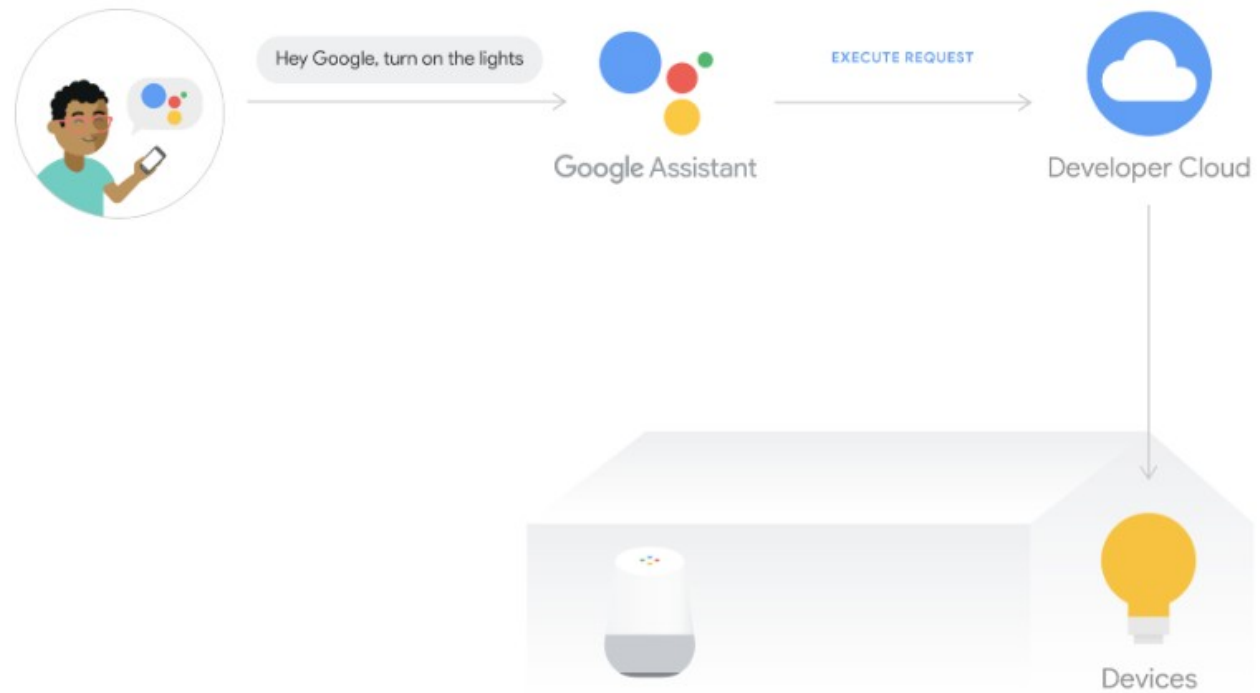 Hey Google, turn on the lights
EXECUTE REQUEST
Google Assistant
Developer Cloud
Devices